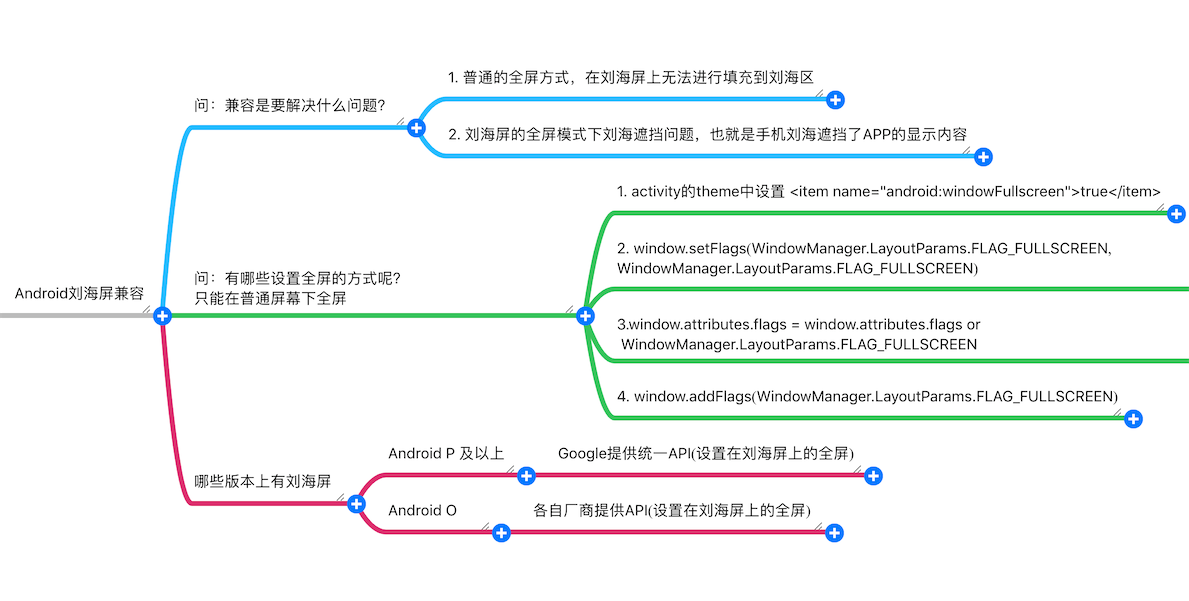 Android刘海屏兼容
问：兼容是要解决什么问题？
1. 普通的全屏方式，在刘海屏上无法进行填充到刘海区
2. 刘海屏的全屏模式下刘海遮挡问题，也就是手机刘海遮挡了APP的显示内容
问：有哪些设置全屏的方式呢？
只能在普通屏幕下全屏
1. activity的theme中设置 <item name="android:windowFullscreen">true</item>
2. window.setFlags(WindowManager.LayoutParams.FLAG_FULLSCREEN,
WindowManager.LayoutParams.FLAG_FULLSCREEN)
3.window.attributes.flags = window.attributes.flags or
WindowManager.LayoutParams.FLAG_FULLSCREEN
4. window.addFlags(WindowManager.LayoutParams.FLAG_FULLSCREEN)
哪些版本上有刘海屏
Android P 及以上
Google提供统一API(设置在刘海屏上的全屏)
Android O
各自厂商提供API(设置在刘海屏上的全屏)